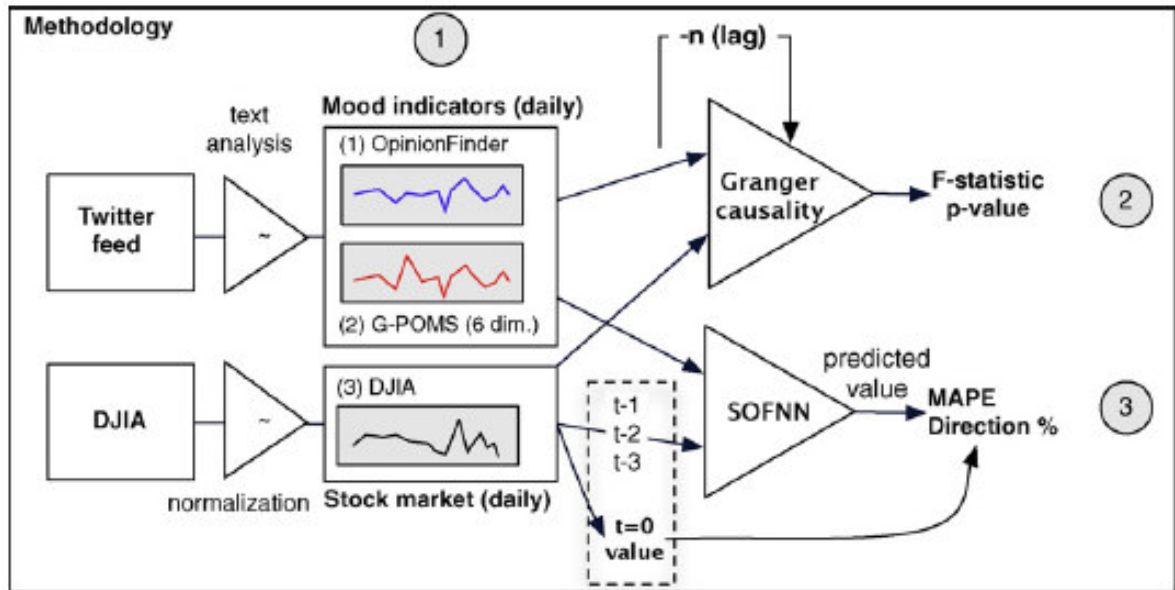 Methodology
1
-n (lag)
text
analysis
Mood indicators (daily)
(1) OpinionFinder
Twitter
feed
~
(2) G-POMS (6 dim.)
Granger
causality
F-statistic
p-value
2
DJIA
~
normalization
(3) DJIA
Stock market (daily)
t-1
t-2
t-3
t=0
value
SOFNN
predicted
value
MAPE
Direction %
3